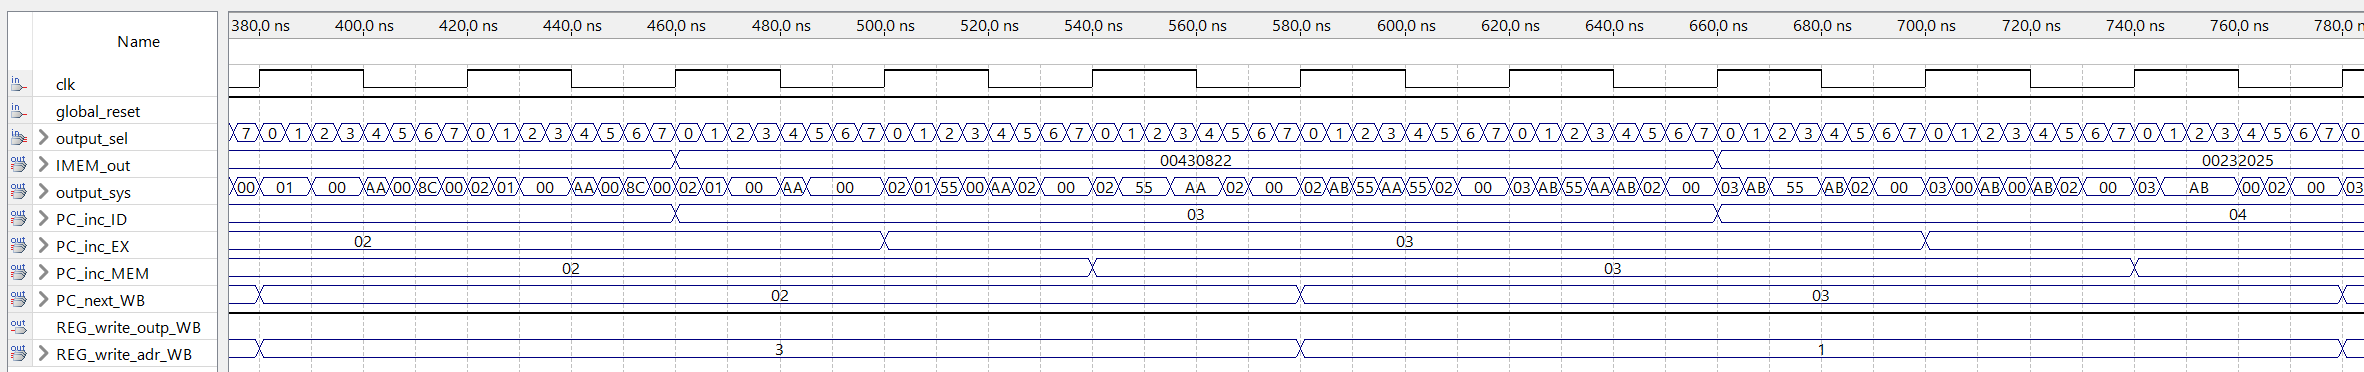 380.0 ns 400.0 ns 420.0 ns 440.0 ns 460.0 ns 480.0 ns 500.0 ns 520.0 ns 540.0 ns 560.0 ns 580.0 ns 600.0 ns 620.0 ns 640.0 ns 660.0 ns 680.0 ns 700.0 ns 720.0 ns 740.0 ns 760.0 ns 780.0 n
Name
in clk
in global_reset
in output_sel 7 0 1 2 3 4 5 6 7 0 1 2 3 4 5 6 7 0 1 2 3 4 5 6 7 0 1 2 3 4 5 6 7 0 1 2 3 4 5 6 7 0 1 2 3 4 5 6 7 0 1 2 3 4 5 6 7 0 1 2 3 4 5 6 7 0 1 2 3 4 5 6 7 0 1 2 3 4 5 6 7 0
out IMEM_out 00430822 00232025
out output_sys 00 01 00 AA 00 8C 00 02 01 00 AA 00 8C 00 02 01 00 AA 00 02 01 55 00 AA 02 00 02 55 AA 02 00 02 AB 55 AA 55 02 00 03 AB 55 AA AB 02 00 03 AB 55 AB 02 00 03 00 AB 00 AB 02 00 03 AB 00 02 00 03
out PC_inc_ID 03 04
out PC_inc_EX 02 03
out PC_inc_MEM 02 03
out PC_next_WB 02 03
out REG_write_outp_WB
out REG_write_adr_WB 3 1